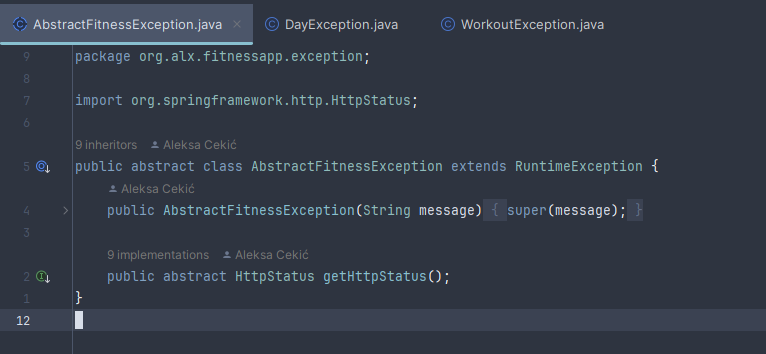 AbstractFitnessException.java × DayException.java WorkoutException.java
9 package org.alx.fitnessapp.exception;
8
7 import org.springframework.http.HttpStatus;
6
9 inheritors Aleksa Cekić
5 public abstract class AbstractFitnessException extends RuntimeException {
Aleksa Cekić
4 public AbstractFitnessException(String message) { super(message); }
3
9 implementations Aleksa Cekić
2 public abstract HttpStatus getHttpStatus();
1 }
12